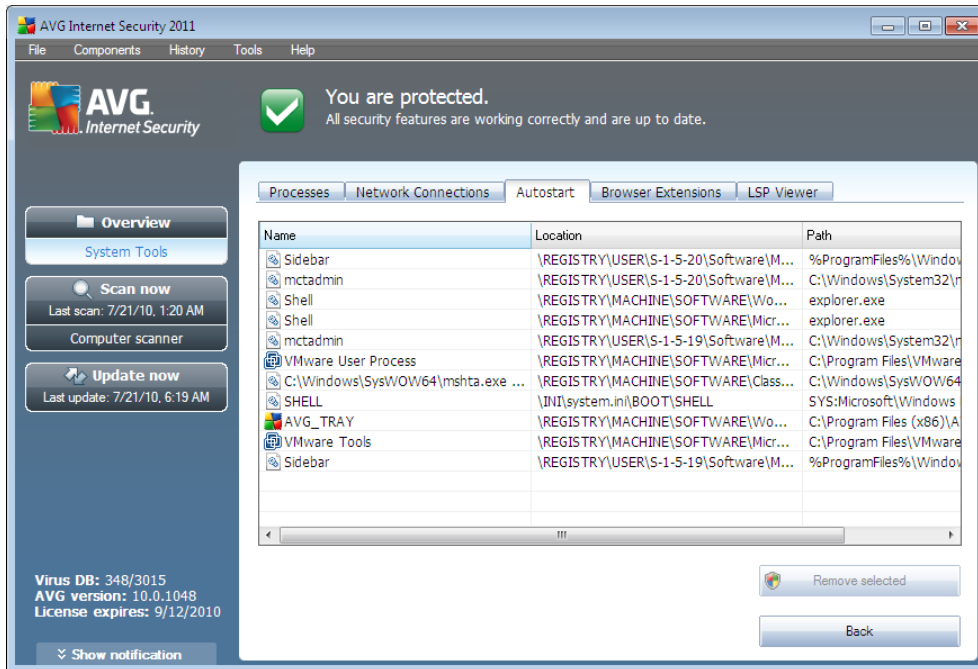 AVG Internet Security 2011
File Components History Tools Help
AVG.
Internet Security
You are protected.
All security features are working correctly and are up to date.
Processes Network Connections Autostart Browser Extensions LSP Viewer
Overview
System Tools
Scan now
Last scan: 7/21/10, 1:20 AM
Computer scanner
Update now
Last update: 7/21/10, 6:19 AM
Name Location Path
Sidebar \REGISTRY\USER\S-1-5-20\Software\M... %ProgramFiles%\Window
mctadmin \REGISTRY\USER\S-1-5-20\Software\M... C:\Windows\System32\m
Shell \REGISTRY\MACHINE\SOFTWARE\Wo... explorer.exe
Shell \REGISTRY\MACHINE\SOFTWARE\Micr... explorer.exe
mctadmin \REGISTRY\USER\S-1-5-19\Software\M... C:\Windows\System32\m
VMware User Process \REGISTRY\MACHINE\SOFTWARE\Micr... C:\Program Files\VMware
C:\Windows\SysWOW64\mshta.exe ... \REGISTRY\MACHINE\SOFTWARE\Class... C:\Windows\SysWOW64
SHELL \INI\system.ini\BOOT\SHELL SYS:Microsoft\Windows
AVG_TRAY \REGISTRY\MACHINE\SOFTWARE\Wo... C:\Program Files (x86)\A
VMware Tools \REGISTRY\MACHINE\SOFTWARE\Micr... C:\Program Files\VMware
Sidebar \REGISTRY\USER\S-1-5-19\Software\M... %ProgramFiles%\Window
Remove selected
Back
Virus DB: 348/3015
AVG version: 10.0.1048
License expires: 9/12/2010
Show notification